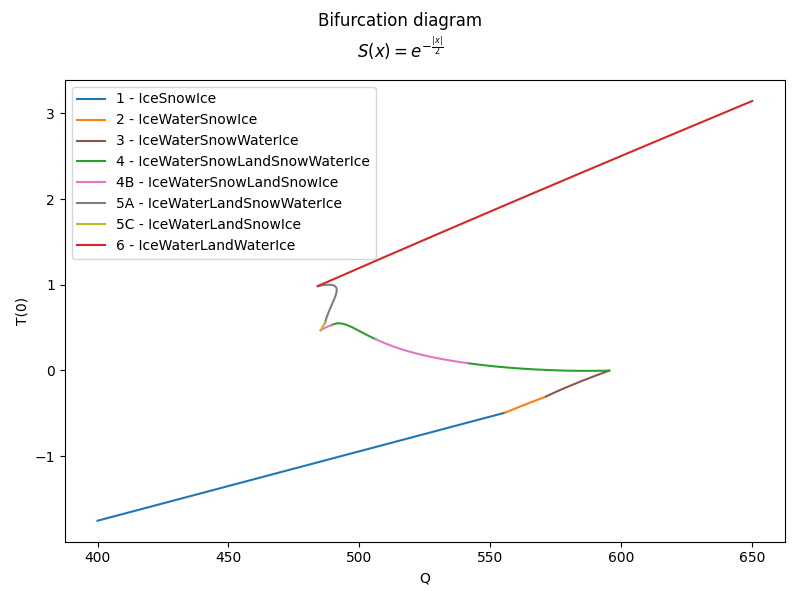 Bifurcation diagram
S(x) = e^{-\frac{|x|}{2}}
1 - IceSnowIce
2 - IceWaterSnowIce
3 - IceWaterSnowWaterIce
4 - IceWaterSnowLandSnowWaterIce
4B - IceWaterSnowLandSnowIce
5A - IceWaterLandSnowWaterIce
5C - IceWaterLandSnowIce
6 - IceWaterLandWaterIce
T(0)
3
2
1
0
−1
400 450 500 550 600 650
Q